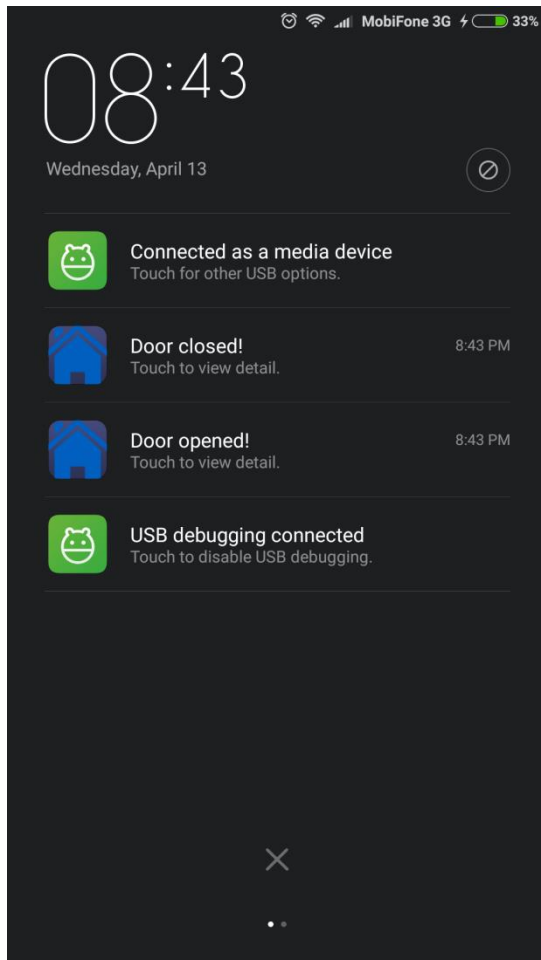 MobiFone 3G 33%
08:43
Wednesday, April 13
Connected as a media device
Touch for other USB options.
Door closed! 8:43 PM
Touch to view detail.
Door opened! 8:43 PM
Touch to view detail.
USB debugging connected
Touch to disable USB debugging.